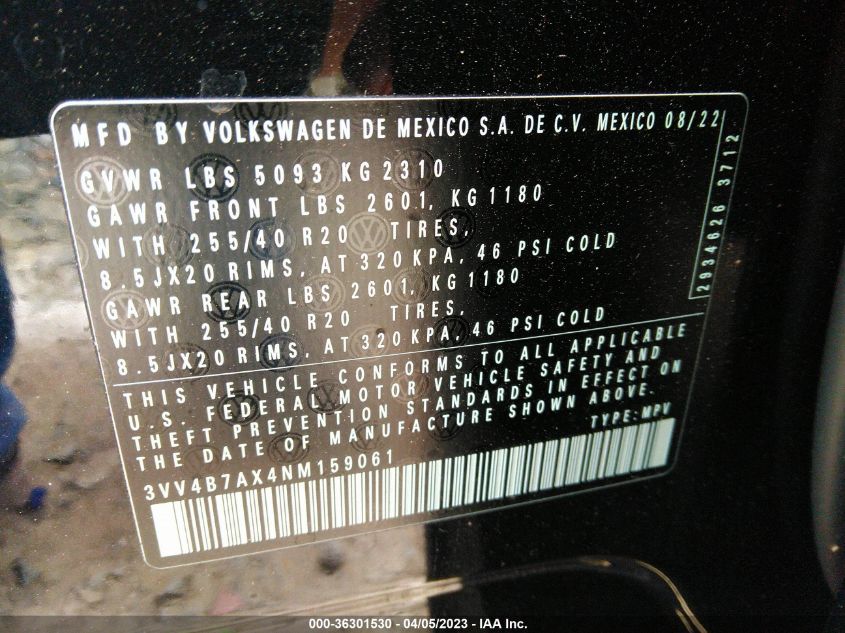 MFD BY VOLKSWAGEN DE MEXICO S.A. DE C.V. MEXICO 08/22
GVWR LBS 5093 KG 2310
GAWR FRONT LBS 2601, KG 1180
WITH 255/40 R20 TIRES,
8.5JX20 RIMS, AT 320 KPA, 46 PSI COLD
GAWR REAR LBS 2601, KG 1180
WITH 255/40 R20 TIRES,
8.5JX20 RIMS, AT 320 KPA, 46 PSI COLD
2934626 3712
THIS VEHICLE CONFORMS TO ALL APPLICABLE
U.S. FEDERAL MOTOR VEHICLE SAFETY AND
THEFT PREVENTION STANDARDS IN EFFECT ON
THE DATE OF MANUFACTURE SHOWN ABOVE.
TYPE: MPV
3VV4B7AX4NM159061
000-36301530 - 04/05/2023 - IAA Inc.